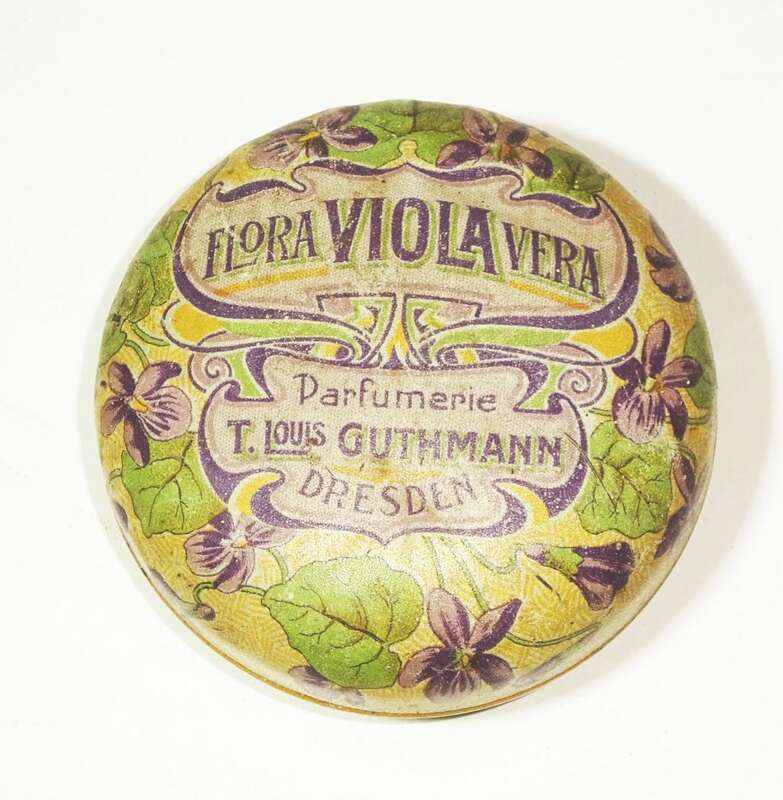 FLORA VIOLA VERA
Parfumerie
T. LOUIS GUTHMANN
DRESDEN